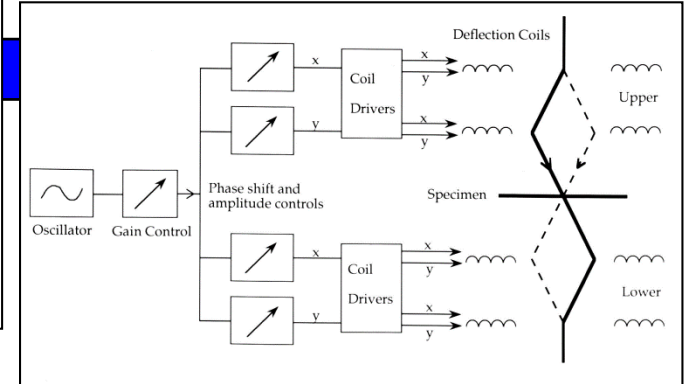 Deflection Coils
x
x
y
Coil
Drivers
Upper
y
x
y
Specimen
Phase shift and
amplitude controls
Oscillator
Gain Control
x
x
y
Coil
Drivers
Lower
y
x
y